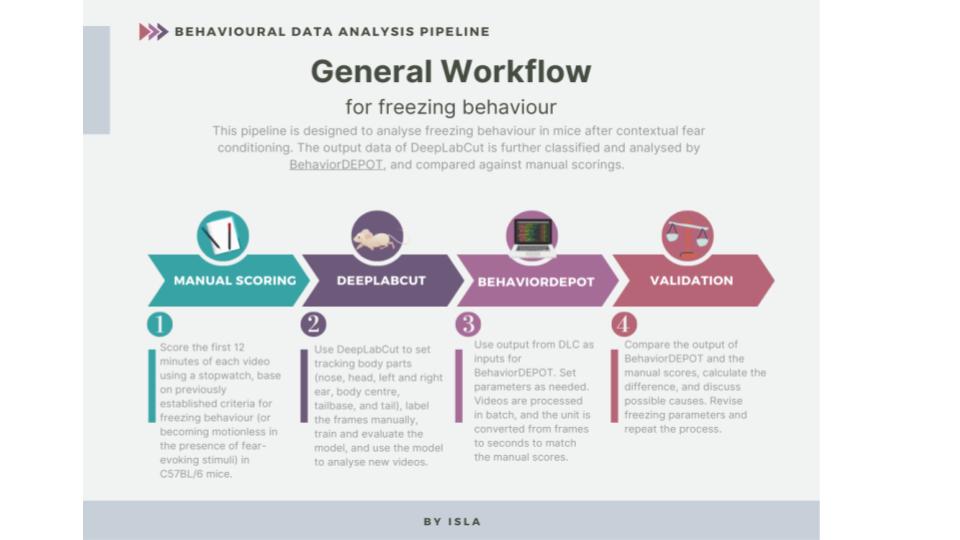 BEHAVIOURAL DATA ANALYSIS PIPELINE
General Workflow
for freezing behaviour
This pipeline is designed to analyse freezing behaviour in mice after contextual fear
conditioning. The output data of DeepLabCut is further classified and analysed by
BehaviorDEPOT, and compared against manual scorings.
MANUAL SCORING
DEEPLABCUT
BEHAVIORDEPOT
VALIDATION
1
Score the first 12
minutes of each video
using a stopwatch, base
on previously
established criteria for
freezing behaviour (or
becoming motionless in
the presence of fear-
evoking stimuli) in
C57BL/6 mice.
2
Use DeepLabCut to set
tracking body parts
(nose, head, left and right
ear, body centre,
tailbase, and tail), label
the frames manually,
train and evaluate the
model, and use the model
to analyse new videos.
3
Use output from DLC as
inputs for
BehaviorDEPOT. Set
parameters as needed.
Videos are processed
in batch, and the unit is
converted from frames
to seconds to match
the manual scores.
4
Compare the output of
BehaviorDEPOT and the
manual scores, calculate the
difference, and discuss
possible causes. Revise
freezing parameters and
repeat the process.
BY ISLA